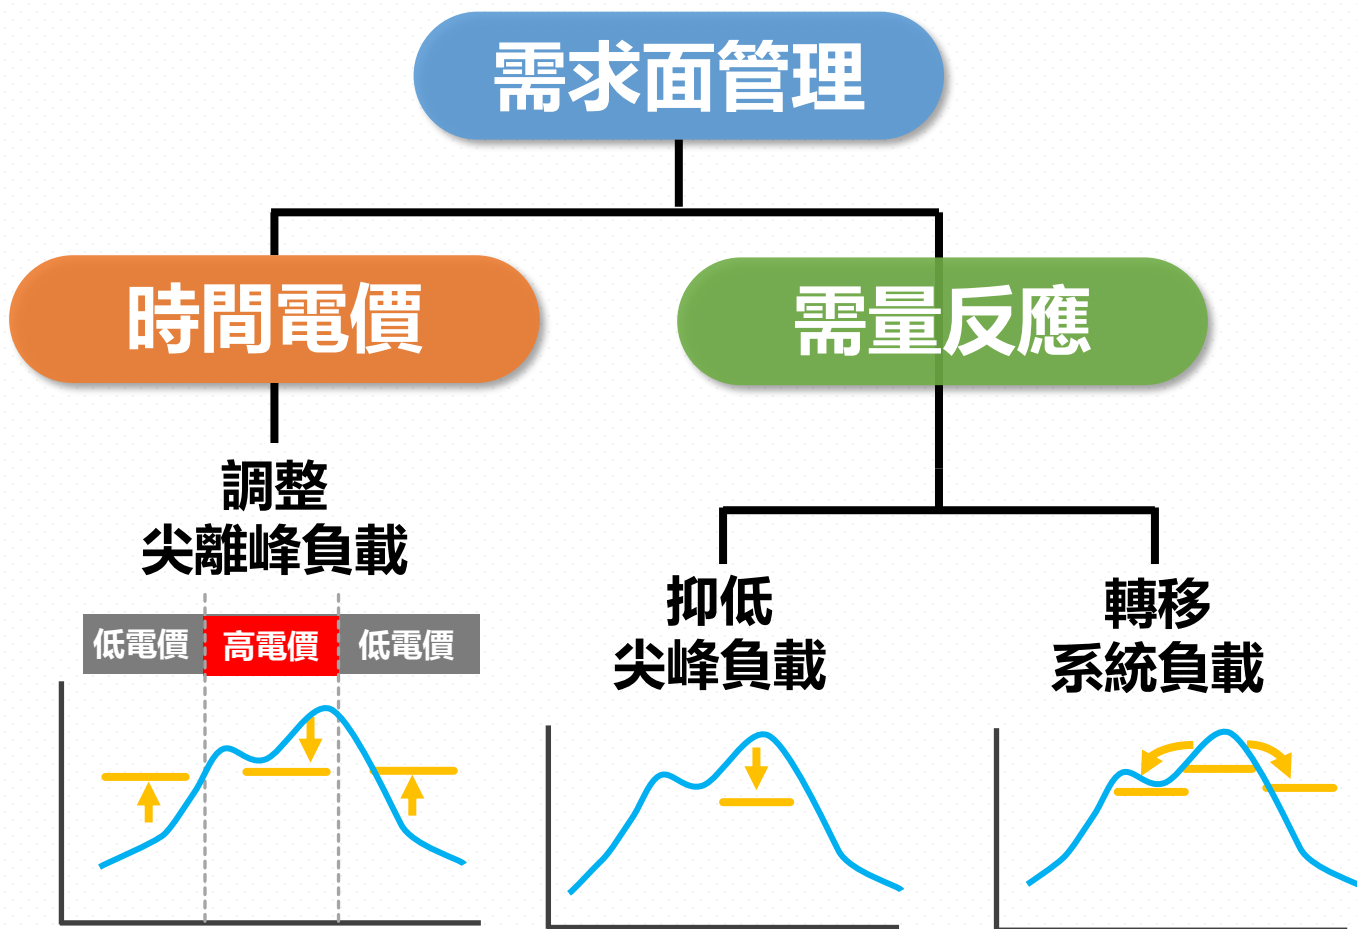 需求面管理
時間電價
需量反應
調整
尖離峰負載
低電價
高電價
低電價
抑低
尖峰負載
轉移
系統負載